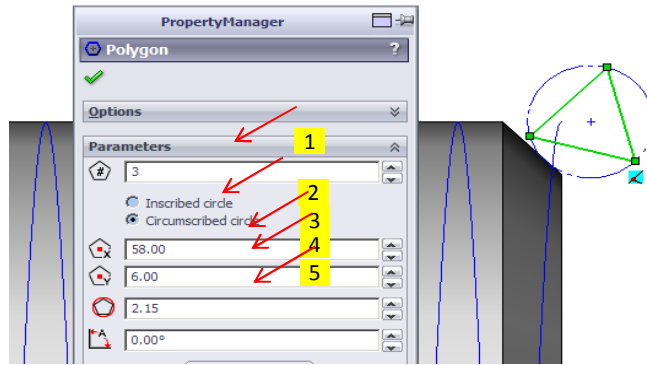 PropertyManager
Polygon ?
Options
Parameters 1
# 3
Inscribed circle 2
Circumscribed circle 3
x 58.00 4
Y 6.00 5
2.15
A 0.00°